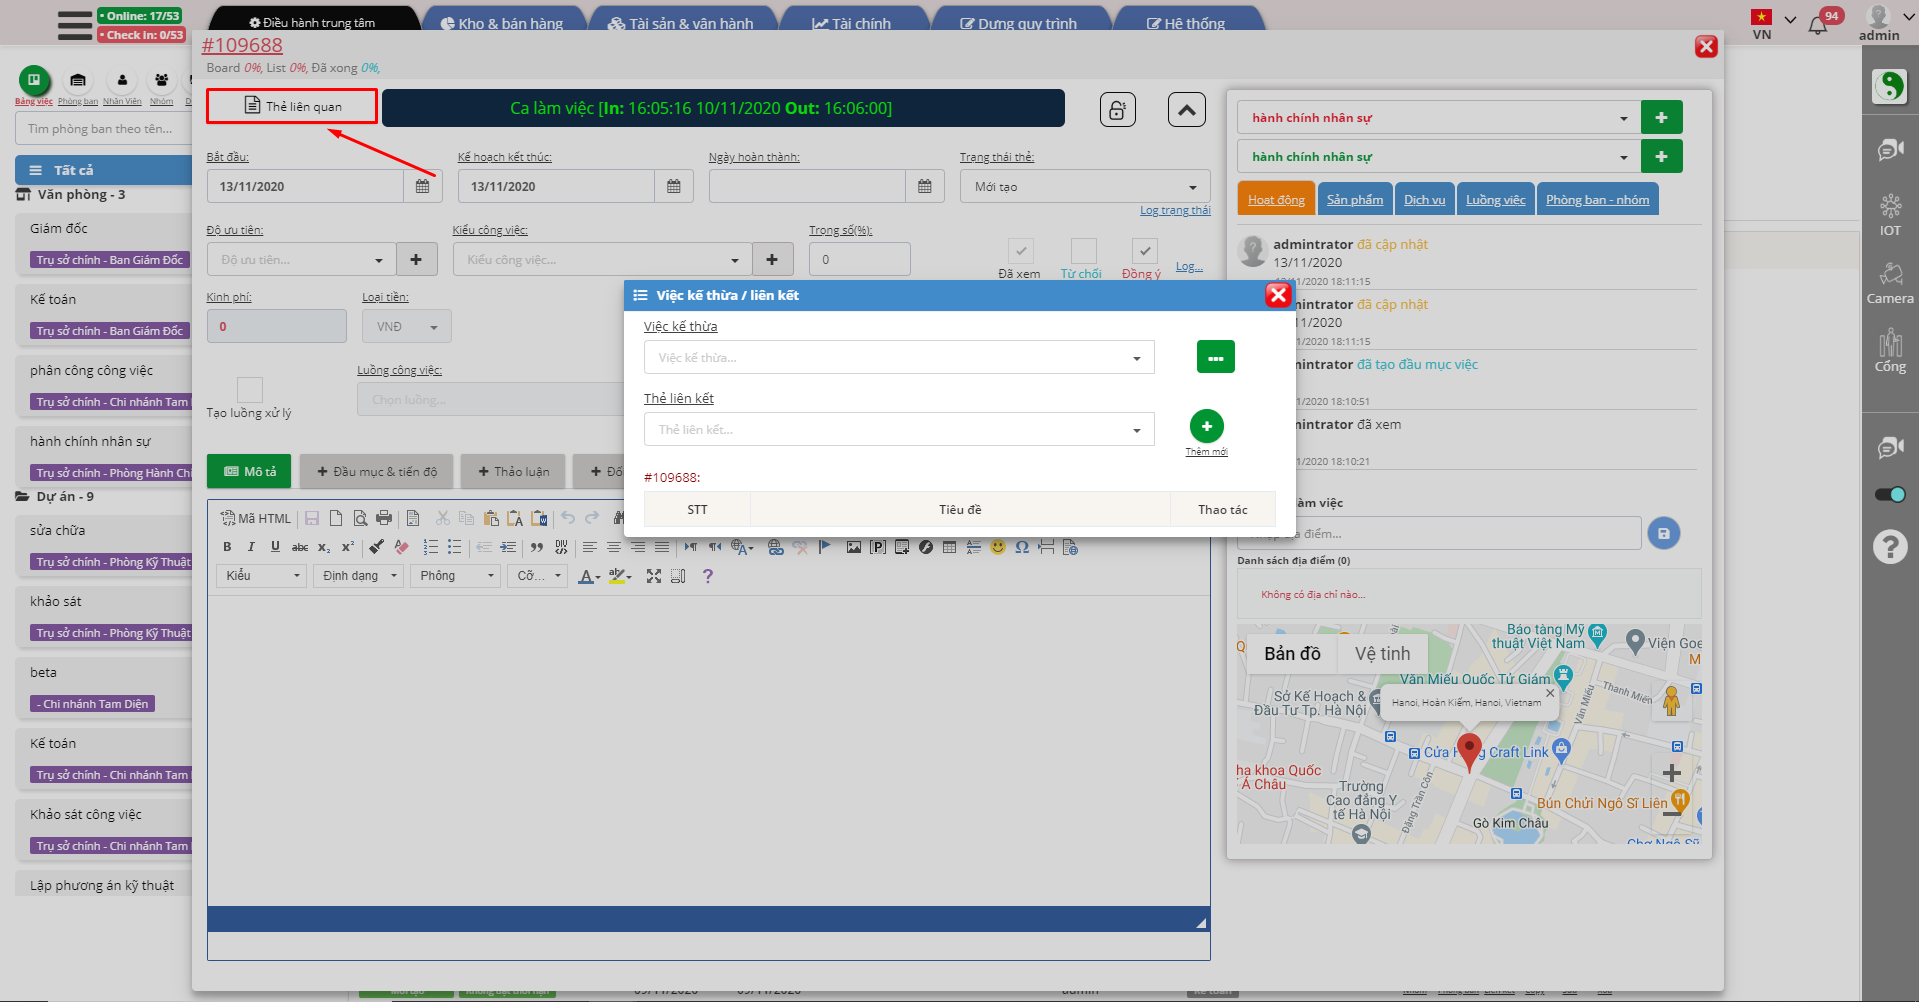 • Online: 17/53
• Check In: 0/53
Điều hành trung tâm
Kho & bán hàng
Tài sản & vận hành
Tài chính
Dựng quy trình
Hệ thống
VN
94
admin
Bảng việc
Phòng ban
Nhân Viên
Nhóm
Tìm phòng ban theo tên...
Tất cả
Văn phòng - 3
Giám đốc
Trụ sở chính - Ban Giám Đốc
Kế toán
Trụ sở chính - Ban Giám Đốc
phân công công việc
Trụ sở chính - Chi nhánh Tam
hành chính nhân sự
Trụ sở chính - Phòng Hành Chí
Dự án - 9
sửa chữa
Trụ sở chính - Phòng Kỹ Thuật
khảo sát
Trụ sở chính - Phòng Kỹ Thuật
beta
- Chi nhánh Tam Diện
Kế toán
Trụ sở chính - Chi nhánh Tam
Khảo sát công việc
Trụ sở chính - Chi nhánh Tam
Lập phương án kỹ thuật
#109688
Board 0%, List 0%, Đã xong 0%,
Thẻ liên quan
Ca làm việc [In: 16:05:16 10/11/2020 Out: 16:06:00]
Bắt đầu:
Kế hoạch kết thúc:
Ngày hoàn thành:
Trạng thái thẻ:
13/11/2020
13/11/2020
Mới tạo
Log trạng thái
Độ ưu tiên:
Kiểu công việc:
Trọng số(%):
Độ ưu tiên...
Kiểu công việc...
0
Đã xem
Từ chối
Đồng ý
Log...
Kinh phí:
Loại tiền:
0
VNĐ
Tạo luồng xử lý
Luồng công việc:
Chọn luồng...
Mô tả
Đầu mục & tiến độ
Thảo luận
Mã HTML
Kiểu
Định dạng
Phông
Cỡ...
Việc kế thừa / liên kết
Việc kế thừa
Việc kế thừa...
Thẻ liên kết
Thẻ liên kết...
Thêm mới
#109688:
STT
Tiêu đề
Thao tác
hành chính nhân sự
hành chính nhân sự
Hoạt động
Sản phẩm
Dịch vụ
Luồng việc
Phòng ban - nhóm
admintrator đã cập nhật
13/11/2020
13/11/2020 18:11:15
nintrator đã cập nhật
11/2020
1/2020 18:11:15
nintrator đã tạo đầu mục việc
1/2020 18:10:51
nintrator đã xem
1/2020 18:10:21
àm việc
Danh sách địa điểm (0)
Không có địa chỉ nào...
Bản đồ
Vệ tinh
Bảo tàng Mỹ
thuật Việt Nam
Viện Goe
Văn Miếu Quốc Tử Giám
Sở Kế Hoạch &
Đầu Tư Tp. Hà Nội
Hanoi, Hoàn Kiếm, Hanoi, Vietnam
Thanh Miến
Văn Miếu
Cửa Hàng Craft Link
ha khoa Quốc
Á Châu
Trường
Cao đẳng Y
tế Hà Nội
Đặng Trần Côn
Bún Chửi Ngô Sĩ Liên
Gò Kim Châu
Chợ Ngô Sĩ
IOT
Camera
Cổng